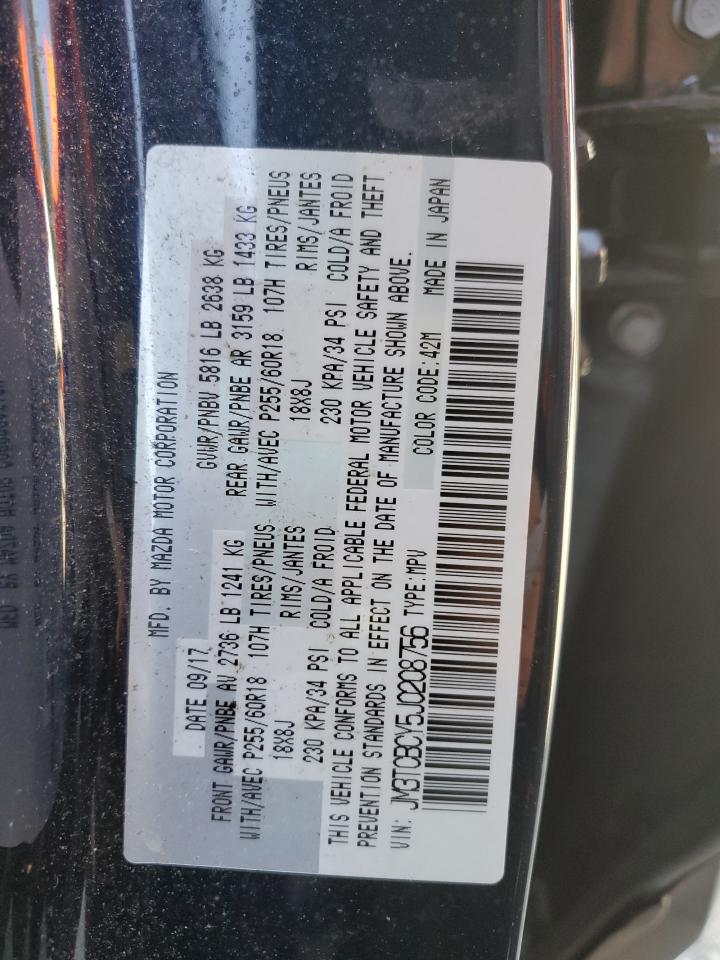 MFD. BY MAZDA MOTOR CORPORATION
DATE 09/17 GVWR/PNBV 5816 LB 2638 KG
FRONT GAWR/PNBE AV 2736 LB 1241 KG REAR GAWR/PNBE AR 3159 LB 1433 KG
WITH/AVEC P255/60R18 107H TIRES/PNEUS WITH/AVEC P255/60R18 107H TIRES/PNEUS
18X8J RIMS/JANTES 18X8J RIMS/JANTES
230 KPA/34 PSI COLD/A FROID 230 KPA/34 PSI COLD/A FROID
THIS VEHICLE CONFORMS TO ALL APPLICABLE FEDERAL MOTOR VEHICLE SAFETY AND THEFT
PREVENTION STANDARDS IN EFFECT ON THE DATE OF MANUFACTURE SHOWN ABOVE.
VIN: JM3TCBCY5J0208756 TYPE:MPV COLOR CODE:42M MADE IN JAPAN